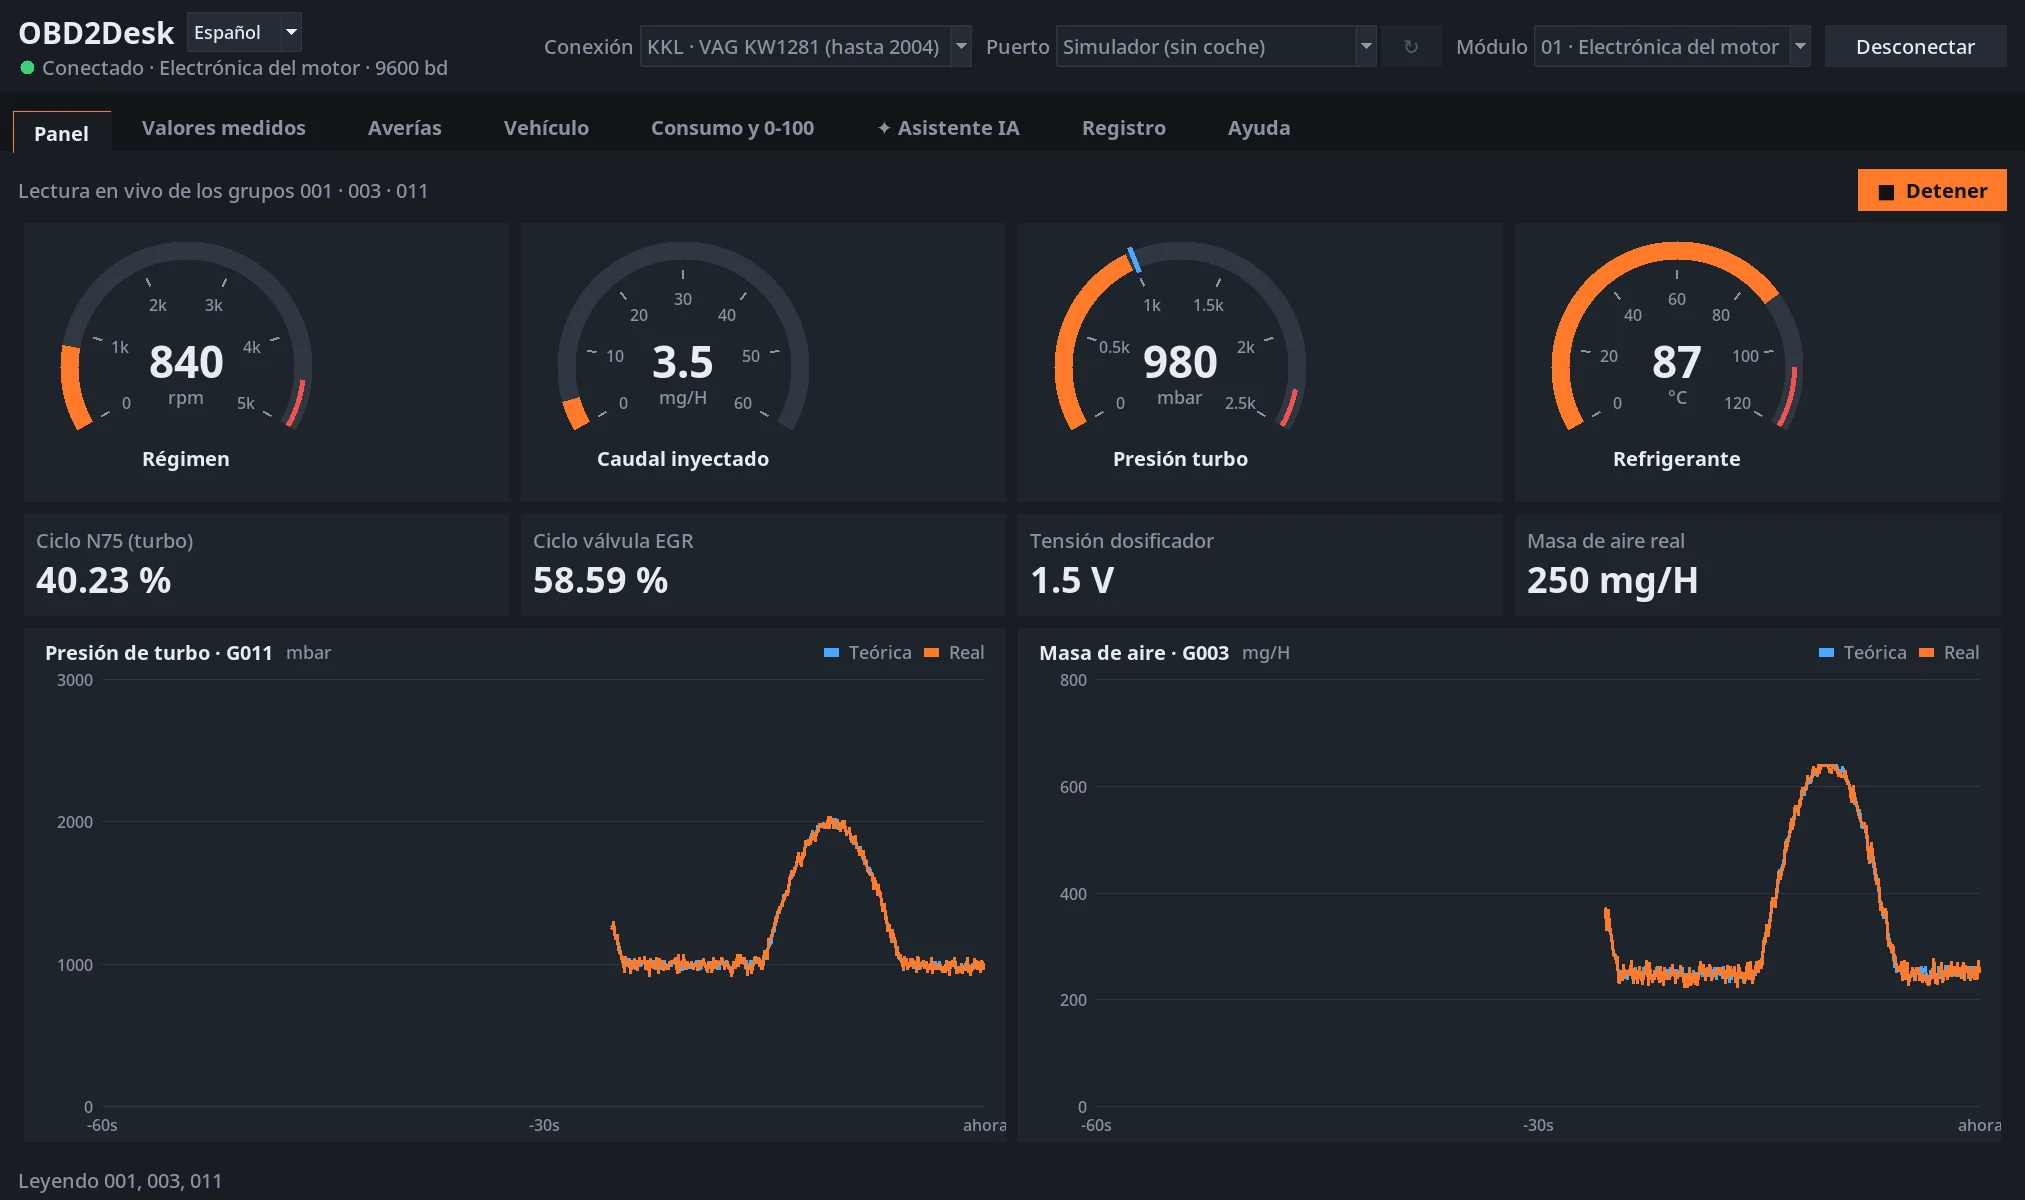 OBD2Desk Español
Conectado · Electrónica del motor · 9600 bd
Conexión KKL · VAG KW1281 (hasta 2004) Puerto Simulador (sin coche) ↻ Módulo 01 · Electrónica del motor Desconectar
Panel Valores medidos Averías Vehículo Consumo y 0-100 ✦ Asistente IA Registro Ayuda
Lectura en vivo de los grupos 001 · 003 · 011
■ Detener
0 1k 2k 3k 4k 5k
840
rpm
Régimen
0 10 20 30 40 50 60
3.5
mg/H
Caudal inyectado
0 0.5k 1k 1.5k 2k 2.5k
980
mbar
Presión turbo
0 20 40 60 80 100 120
87
°C
Refrigerante
Ciclo N75 (turbo)
40.23 %
Ciclo válvula EGR
58.59 %
Tensión dosificador
1.5 V
Masa de aire real
250 mg/H
Presión de turbo · G011 mbar Teórica Real
3000
2000
1000
0
-60s -30s ahora
Masa de aire · G003 mg/H Teórica Real
800
600
400
200
0
-60s -30s ahora
Leyendo 001, 003, 011